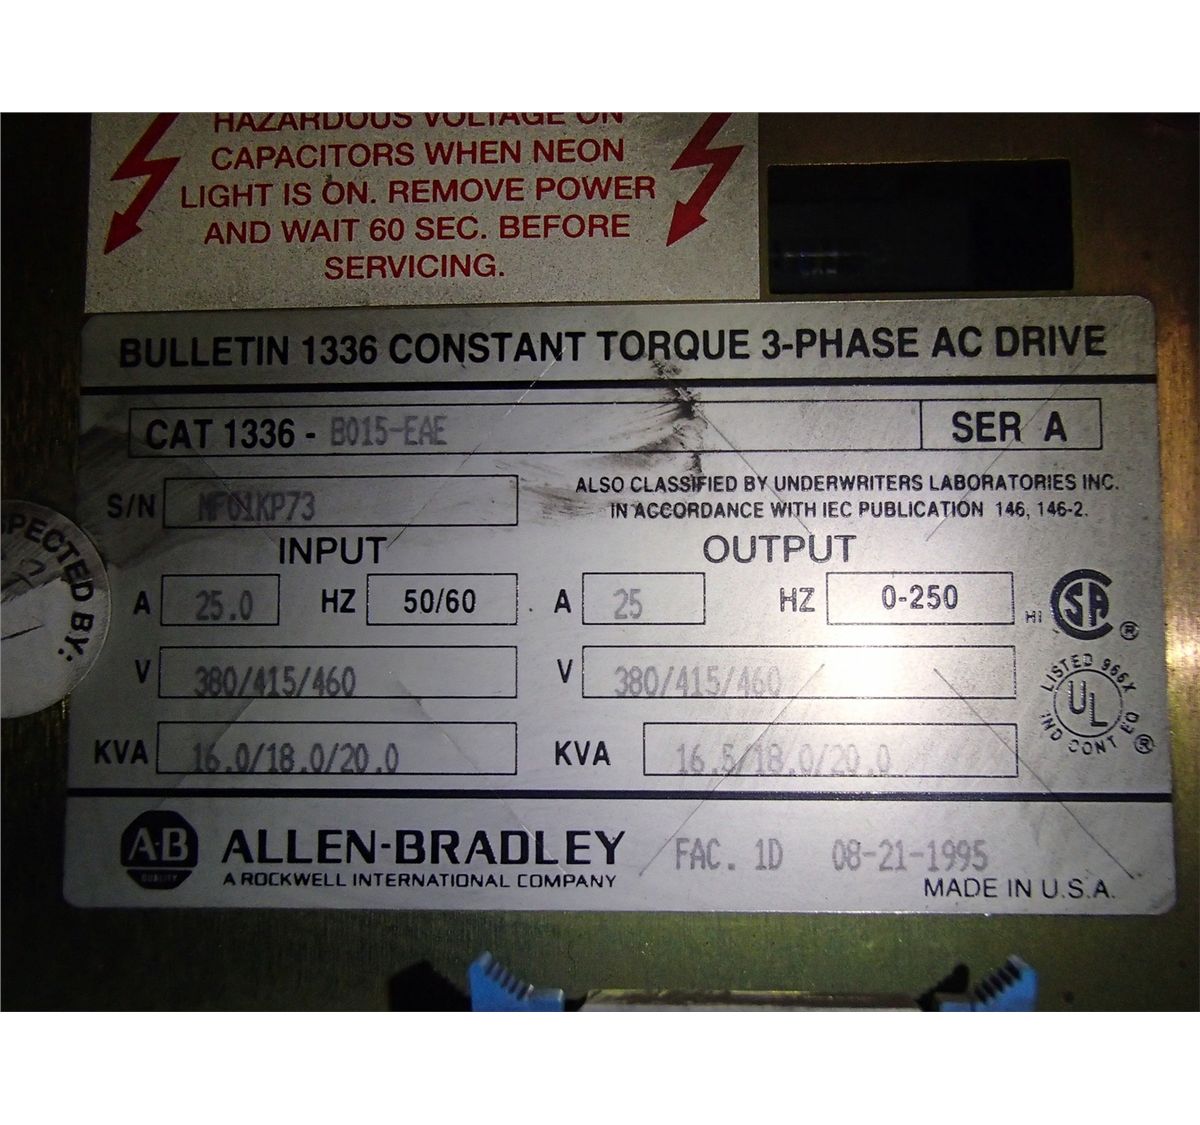 HAZARDOUS VOLTAGE ON
CAPACITORS WHEN NEON
LIGHT IS ON. REMOVE POWER
AND WAIT 60 SEC. BEFORE
SERVICING.
BULLETIN 1336 CONSTANT TORQUE 3-PHASE AC DRIVE
CAT 1336 - B015-EAE SER A
S/N MF01KP73
ALSO CLASSIFIED BY UNDERWRITERS LABORATORIES INC.
IN ACCORDANCE WITH IEC PUBLICATION 146, 146-2.
INPUT OUTPUT
A 25.0 HZ 50/60 A 25 HZ 0-250
V 380/415/460 V 380/415/460
KVA 16.0/18.0/20.0 KVA 16.5/18.0/20.0
SA ®
LISTED 966X
UL ®
IND CONT EQ
PECTED BY:
A-B
QUALITY
ALLEN-BRADLEY
A ROCKWELL INTERNATIONAL COMPANY
FAC. 1D 08-21-1995
MADE IN U.S.A.